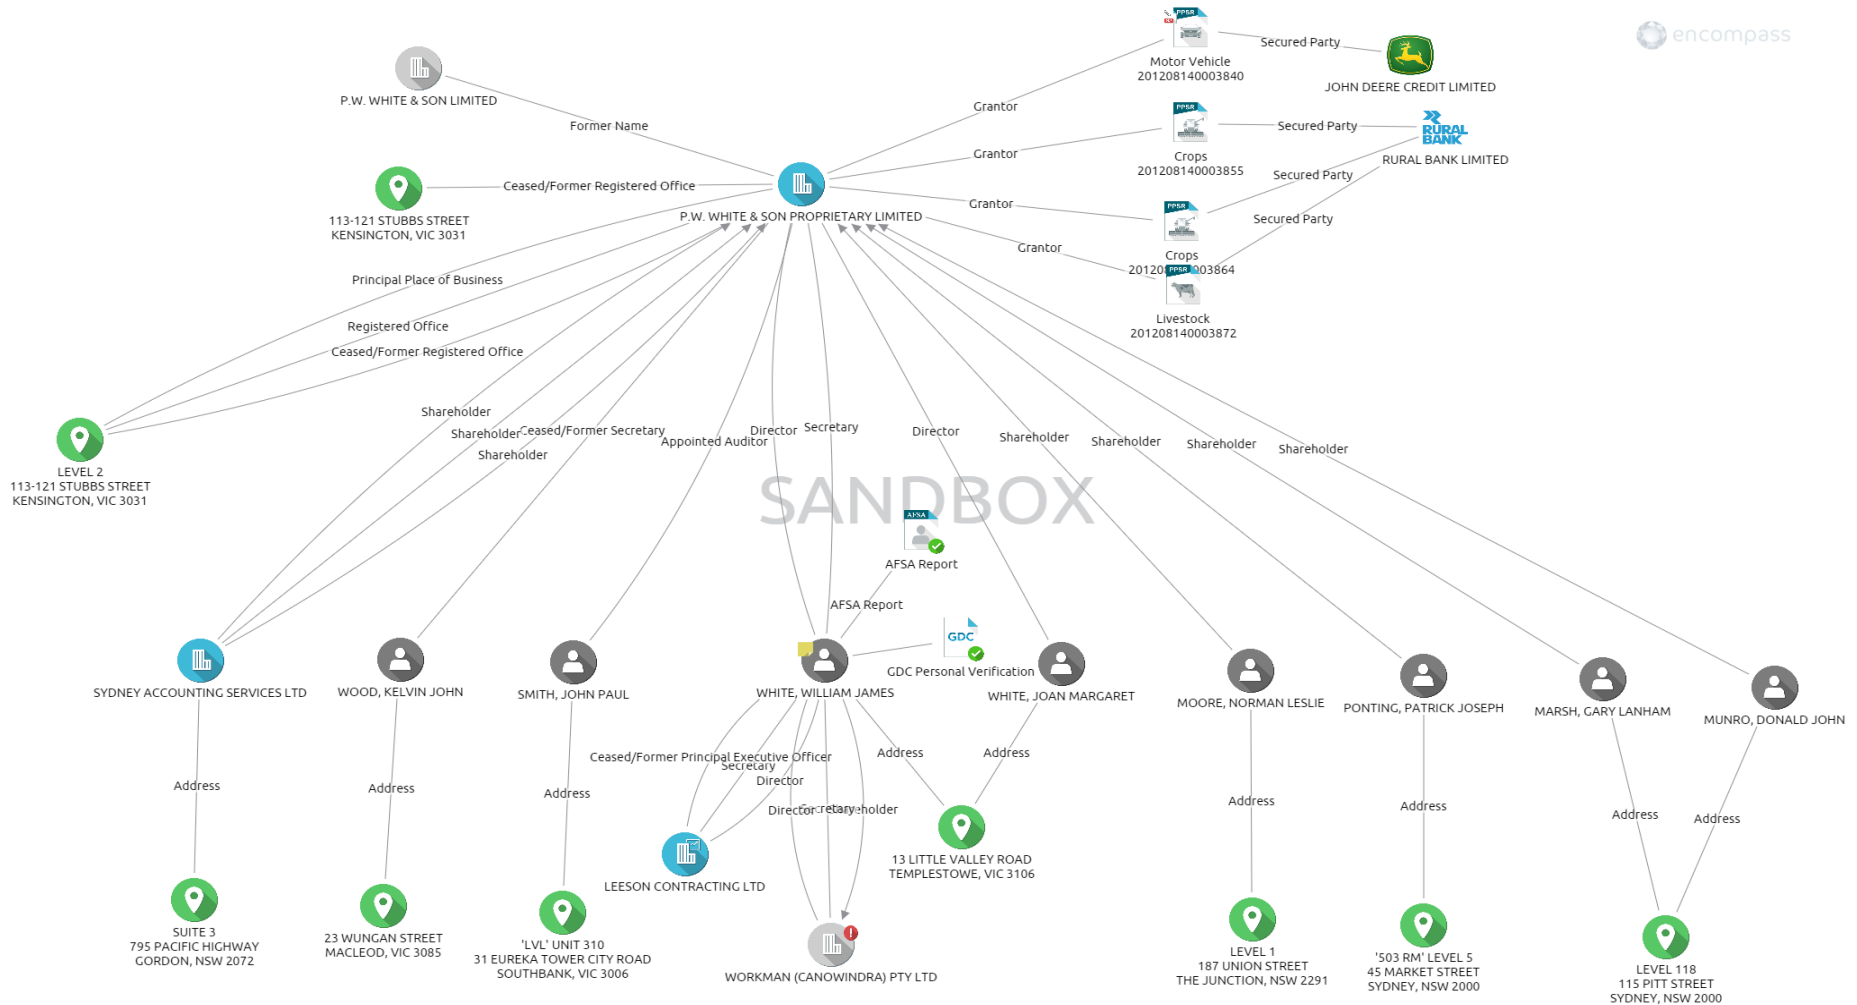 encompass
P.W. WHITE & SON LIMITED
PPSR
Motor Vehicle
201208140003840
Secured Party
JOHN DEERE CREDIT LIMITED
Grantor
Former Name
PPSR
Crops
201208140003855
Grantor
Secured Party
RURAL
BANK
RURAL BANK LIMITED
Secured Party
113-121 STUBBS STREET
KENSINGTON, VIC 3031
Ceased/Former Registered Office
P.W. WHITE & SON PROPRIETARY LIMITED
Grantor
PPSR
Crops
Secured Party
Grantor
PPSR
Livestock
201208140003872
Principal Place of Business
Registered Office
Ceased/Former Registered Office
LEVEL 2
113-121 STUBBS STREET
KENSINGTON, VIC 3031
Shareholder
Shareholder
Shareholder
Ceased/Former Secretary
Appointed Auditor
Director
Secretary
Director
Shareholder
Shareholder
Shareholder
Shareholder
SANDBOX
AFSA
AFSA Report
AFSA Report
GDC
GDC Personal Verification
SYDNEY ACCOUNTING SERVICES LTD
WOOD, KELVIN JOHN
SMITH, JOHN PAUL
WHITE, WILLIAM JAMES
WHITE, JOAN MARGARET
MOORE, NORMAN LESLIE
PONTING, PATRICK JOSEPH
MARSH, GARY LANHAM
MUNRO, DONALD JOHN
Address
Address
Address
Ceased/Former Principal Executive Officer
Secretary
Director
Address
Address
Director
Secretary
Shareholder
Address
Address
Address
Address
LEESON CONTRACTING LTD
13 LITTLE VALLEY ROAD
TEMPLESTOWE, VIC 3106
SUITE 3
795 PACIFIC HIGHWAY
GORDON, NSW 2072
23 WUNGAN STREET
MACLEOD, VIC 3085
'LVL' UNIT 310
31 EUREKA TOWER CITY ROAD
SOUTHBANK, VIC 3006
WORKMAN (CANOWINDRA) PTY LTD
LEVEL 1
187 UNION STREET
THE JUNCTION, NSW 2291
'503 RM' LEVEL 5
45 MARKET STREET
SYDNEY, NSW 2000
LEVEL 118
115 PITT STREET
SYDNEY, NSW 2000